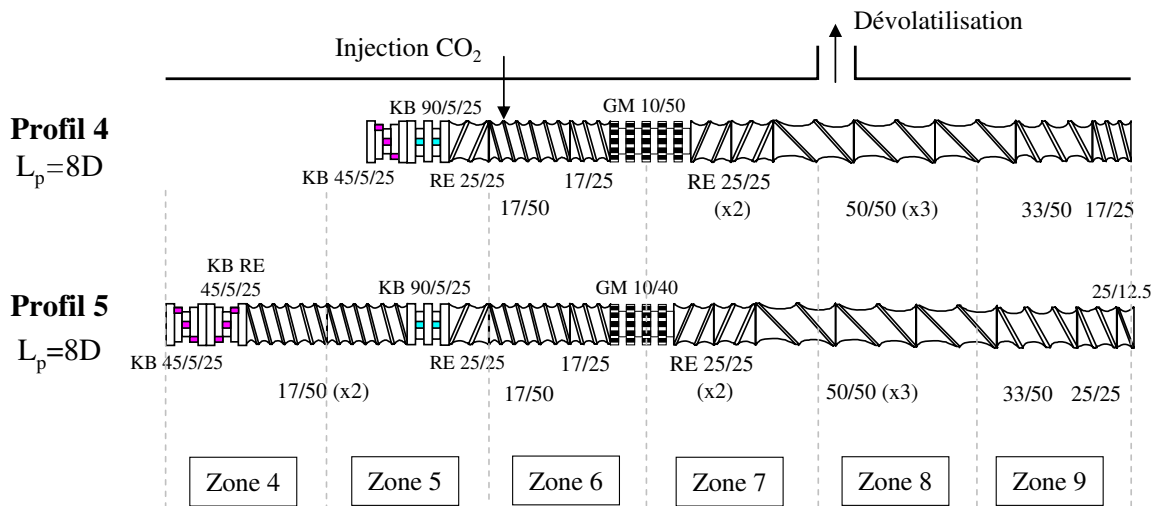 Dévolatilisation
Injection CO2
KB 90/5/25
GM 10/50
Profil 4
Lp=8D
KB 45/5/25
RE 25/25
17/25
RE 25/25
17/50
(x2)
50/50 (x3)
33/50
17/25
KB RE
45/5/25
KB 90/5/25
GM 10/40
25/12.5
Profil 5
Lp=8D
KB 45/5/25
RE 25/25
17/25
RE 25/25
17/50 (x2)
17/50
(x2)
50/50 (x3)
33/50
25/25
Zone 4
Zone 5
Zone 6
Zone 7
Zone 8
Zone 9